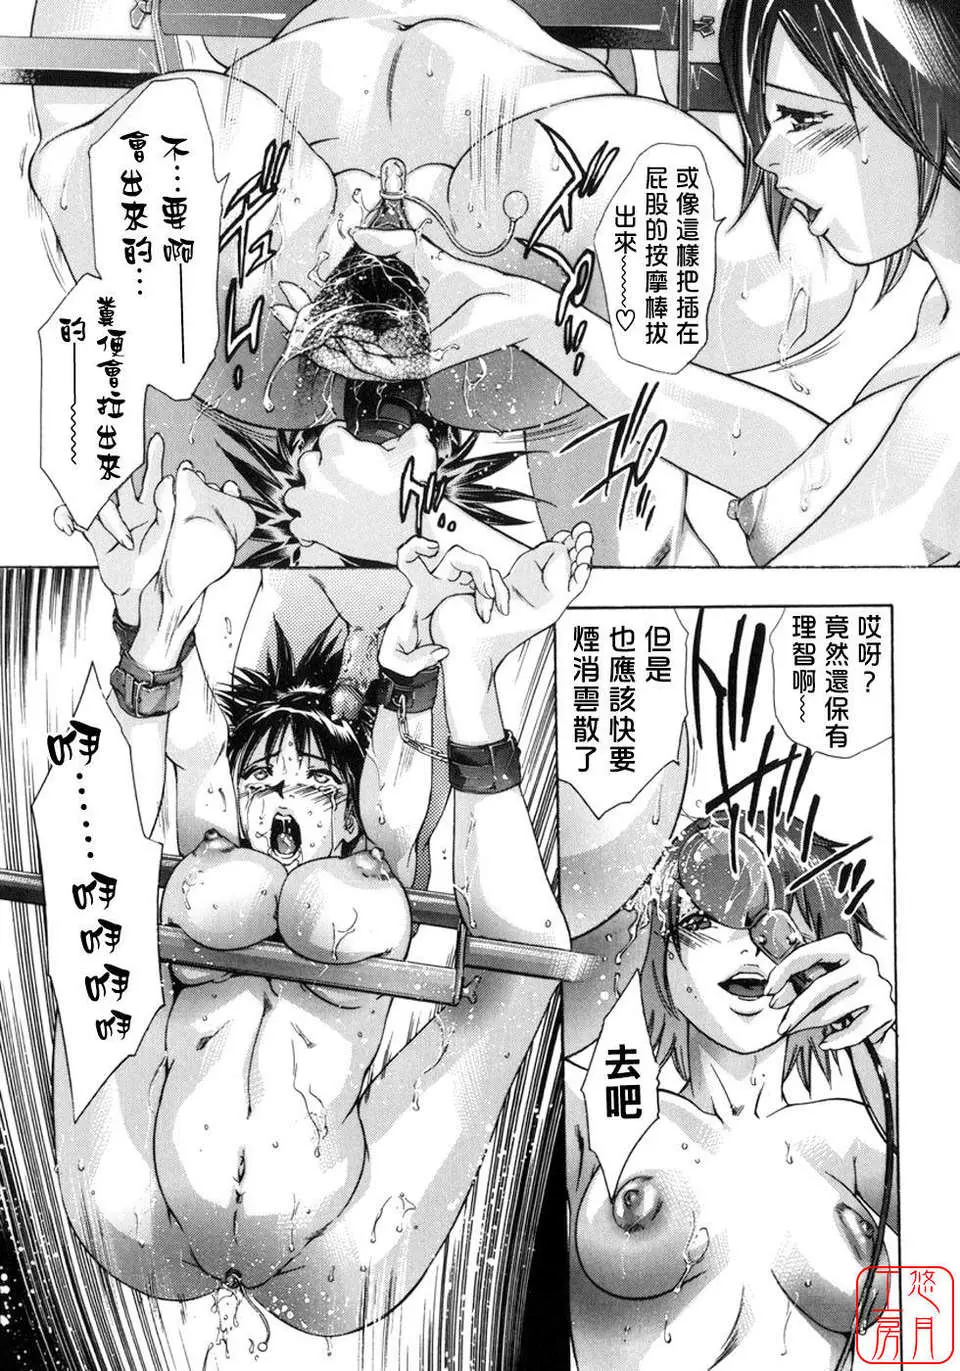 或像這樣把插在
屁股的按摩棒拔
出來～～～♡
不…要啊──
會出來的…
糞便會拉出來
的～～～
哎呀？
竟然還保有
理智啊～
但是
也應該快要
煙消雲散了
去吧
咿……咿咿咿咿
悠月
工房